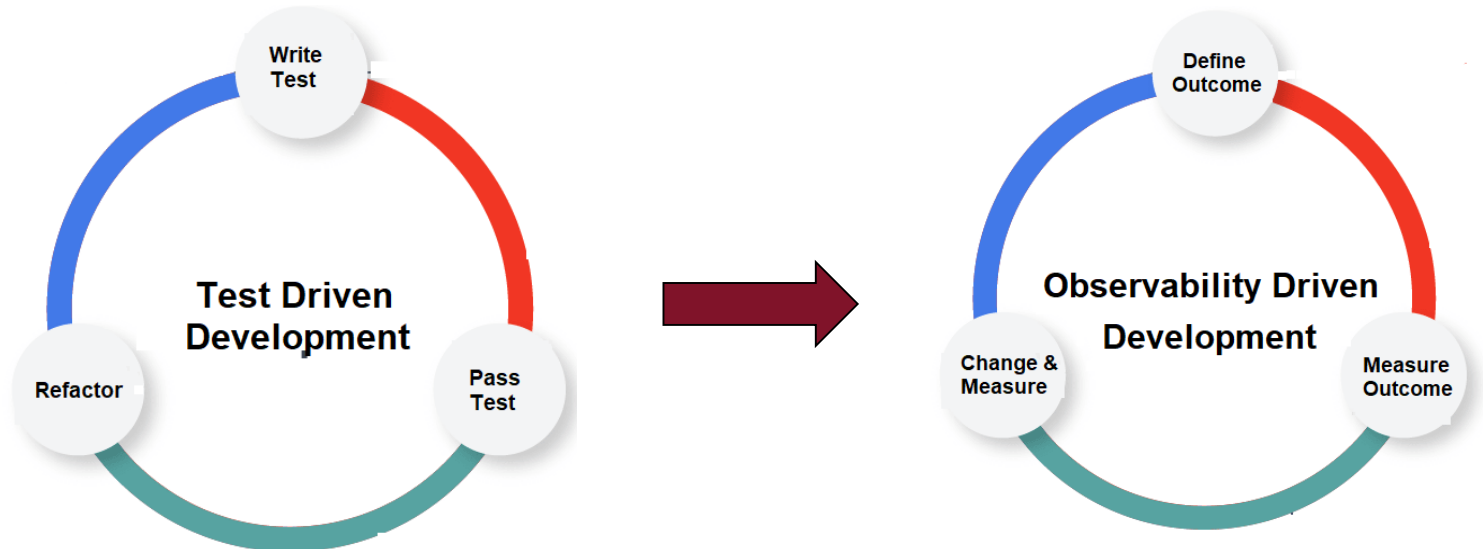 Write
Test
Test Driven
Development
Refactor
Pass
Test
Define
Outcome
Observability Driven
Development
Change &
Measure
Measure
Outcome